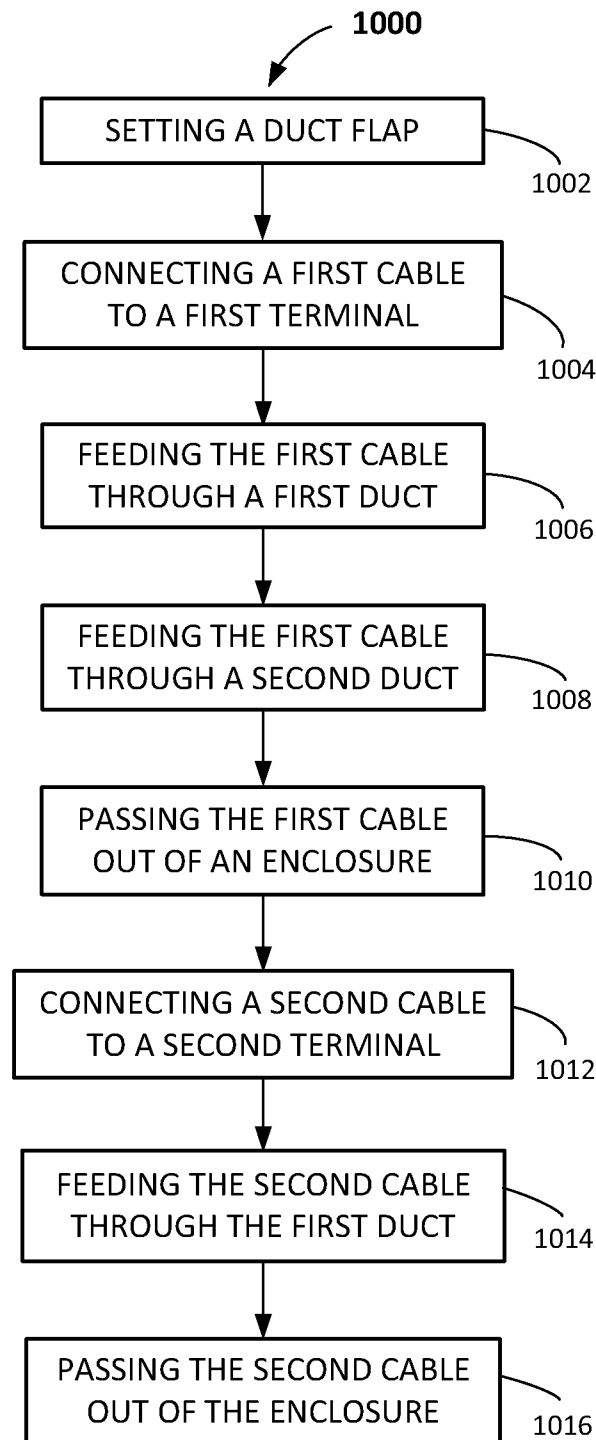 1000
SETTING A DUCT FLAP
1002
CONNECTING A FIRST CABLE
TO A FIRST TERMINAL
1004
FEEDING THE FIRST CABLE
THROUGH A FIRST DUCT
1006
FEEDING THE FIRST CABLE
THROUGH A SECOND DUCT
1008
PASSING THE FIRST CABLE
OUT OF AN ENCLOSURE
1010
CONNECTING A SECOND CABLE
TO A SECOND TERMINAL
1012
FEEDING THE SECOND CABLE
THROUGH THE FIRST DUCT
1014
PASSING THE SECOND CABLE
OUT OF THE ENCLOSURE
1016